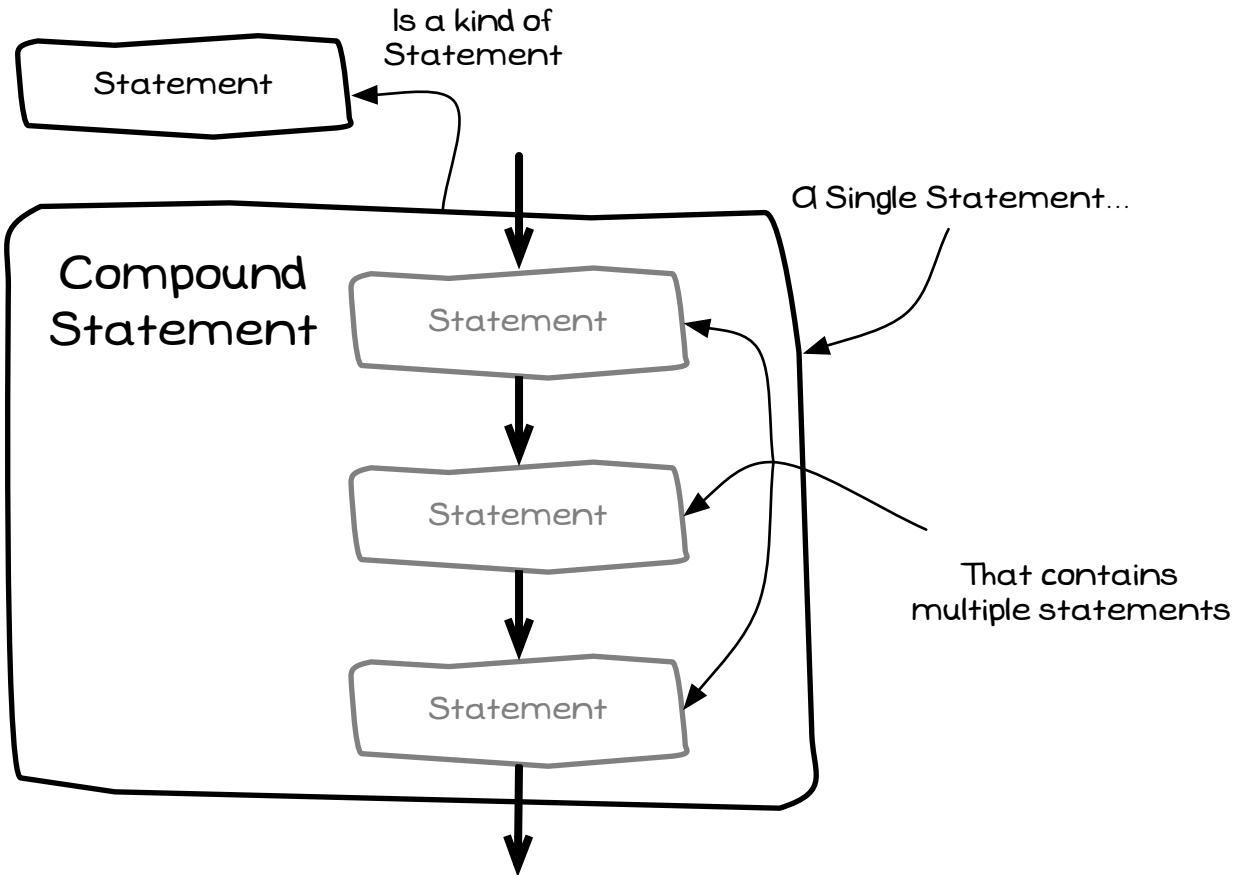 Is a kind of
Statement
Statement
A Single Statement...
Compound
Statement
Statement
Statement
That contains
multiple statements
Statement